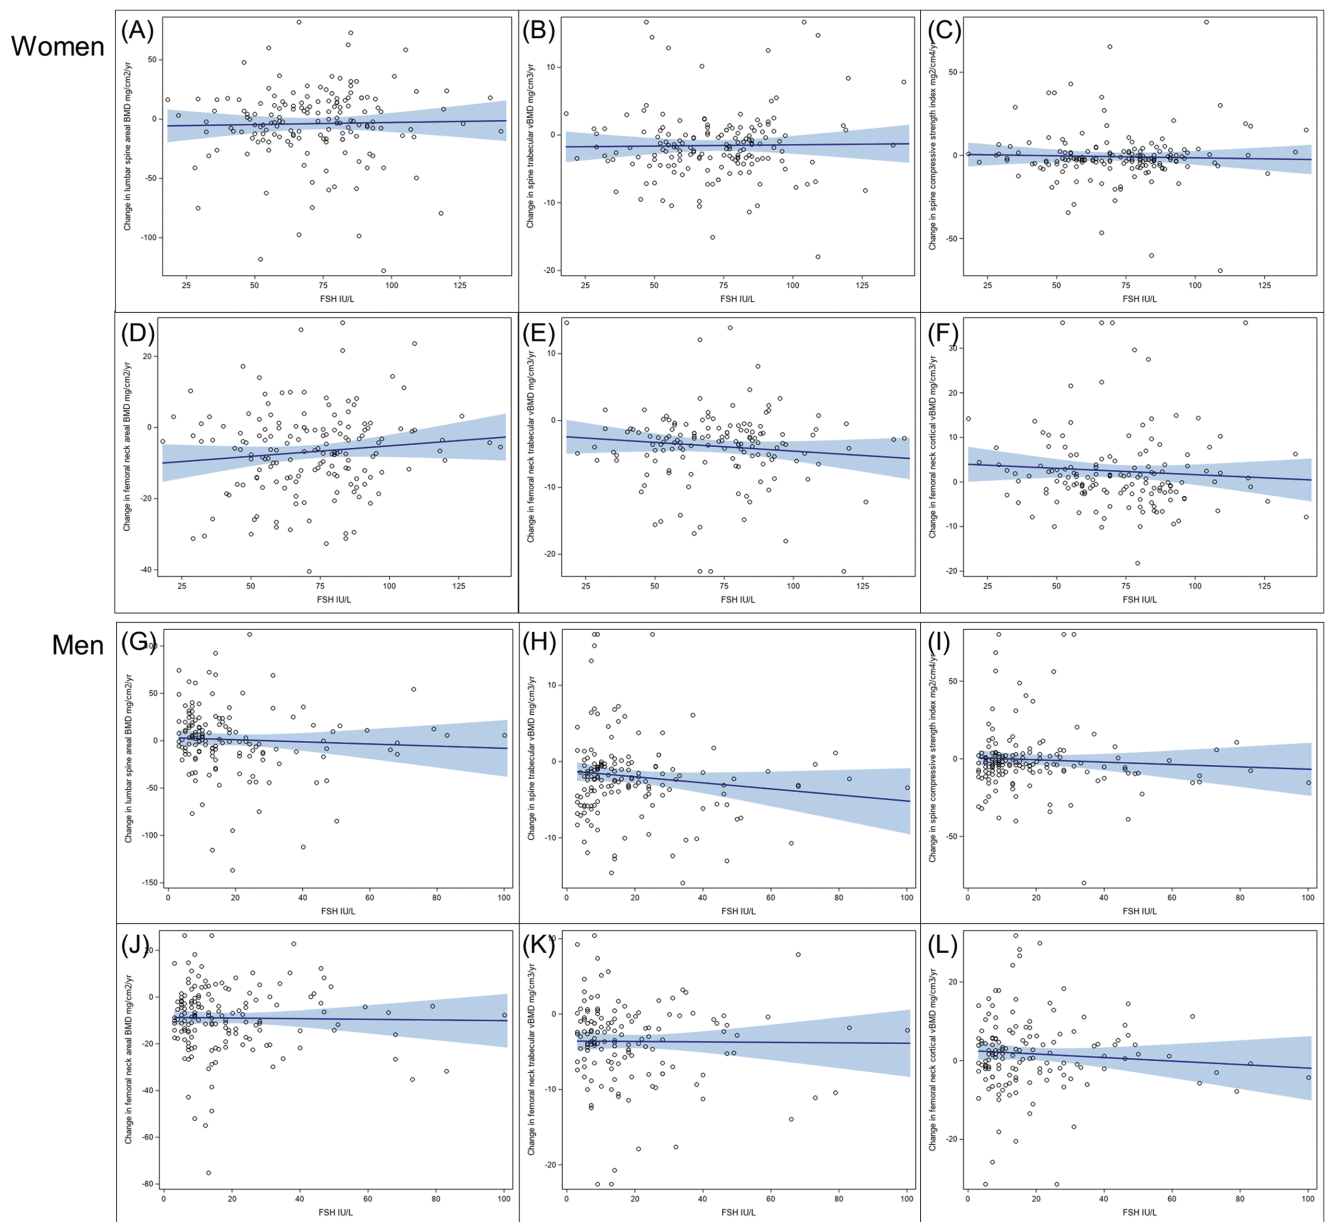 Women
(A)
Change in lumbar spine areal BMD mg/cm2/yr
50
0
-50
-100
25 50 75 100 125
FSH IU/L
(B)
Change in spine trabecular vBMD mg/cm3/yr
10
0
-10
-20
25 50 75 100 125
FSH IU/L
(C)
Change in spine compressive strength index mg2/cm4/yr
50
0
-50
25 50 75 100 125
FSH IU/L
(D)
Change in femoral neck areal BMD mg/cm2/yr
20
0
-20
-40
25 50 75 100 125
FSH IU/L
(E)
Change in femoral neck trabecular vBMD mg/cm3/yr
10
0
-10
-20
25 50 75 100 125
FSH IU/L
(F)
Change in femoral neck cortical vBMD mg/cm3/yr
30
20
10
0
-10
-20
25 50 75 100 125
FSH IU/L
Men
(G)
Change in lumbar spine areal BMD mg/cm2/yr
100
50
0
-50
-100
-150
0 20 40 60 80 100
FSH IU/L
(H)
Change in spine trabecular vBMD mg/cm3/yr
10
0
-10
0 20 40 60 80 100
FSH IU/L
(I)
Change in spine compressive strength index mg2/cm4/yr
50
0
-50
0 20 40 60 80 100
FSH IU/L
(J)
Change in femoral neck areal BMD mg/cm2/yr
20
0
-20
-40
-60
-80
0 20 40 60 80 100
FSH IU/L
(K)
Change in femoral neck trabecular vBMD mg/cm3/yr
10
0
-10
-20
0 20 40 60 80 100
FSH IU/L
(L)
Change in femoral neck cortical vBMD mg/cm3/yr
20
0
-20
0 20 40 60 80 100
FSH IU/L